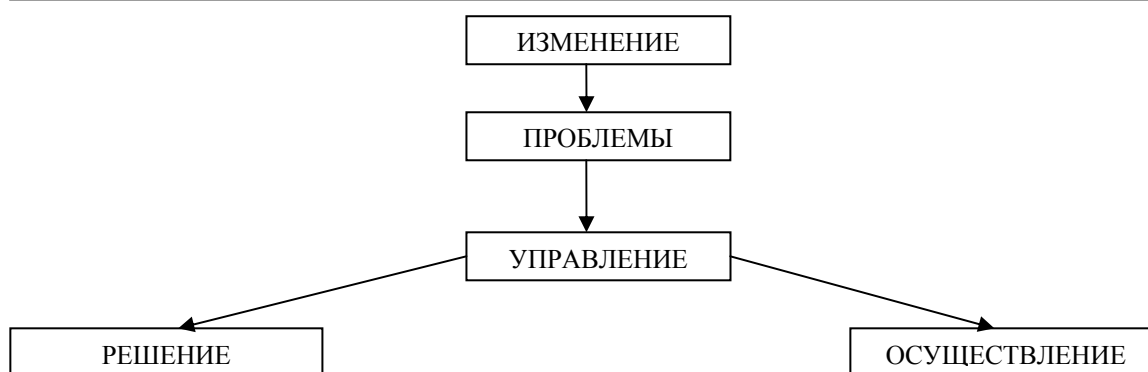 ИЗМЕНЕНИЕ
ПРОБЛЕМЫ
УПРАВЛЕНИЕ
РЕШЕНИЕ
ОСУЩЕСТВЛЕНИЕ